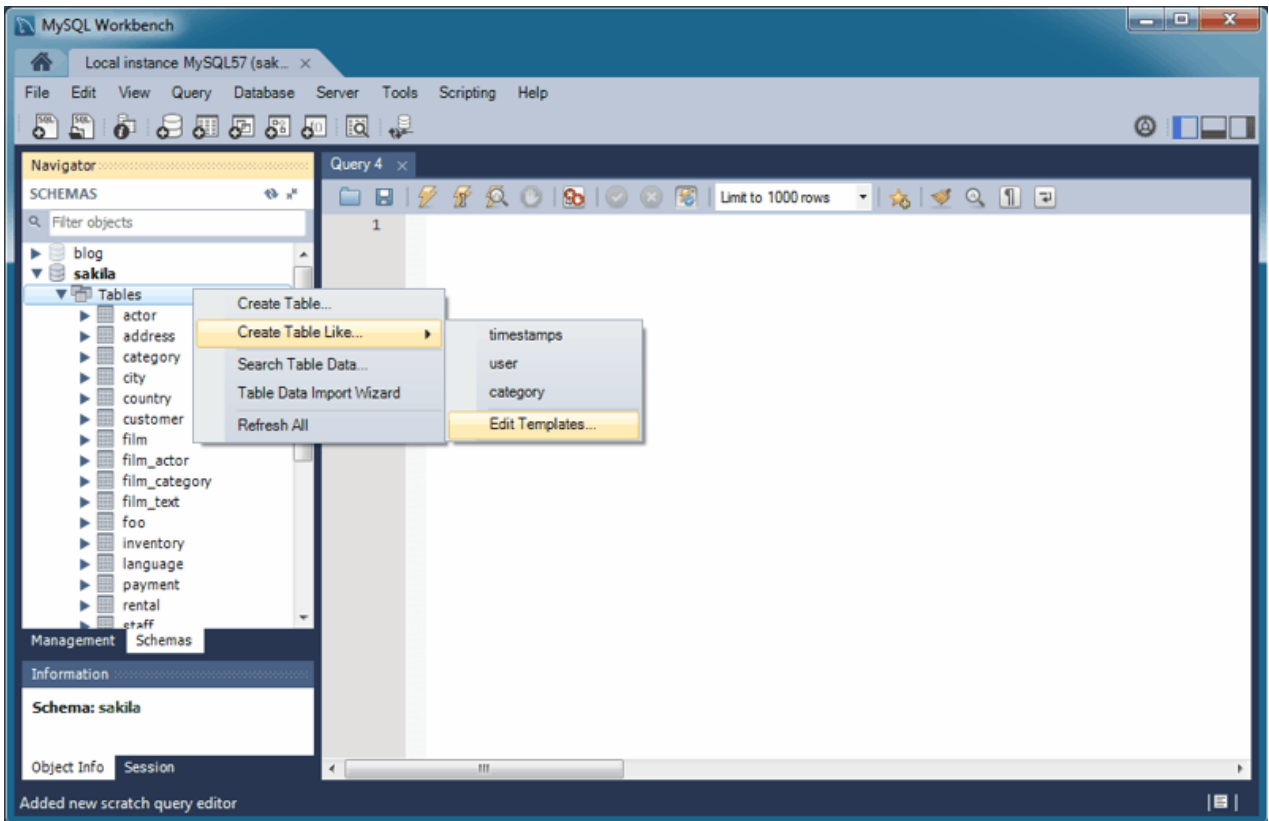 MySQL Workbench
Local instance MySQL57 (sak...
File Edit View Query Database Server Tools Scripting Help
Navigator
Query 4
SCHEMAS
Limit to 1000 rows
Filter objects
1
blog
sakila
Tables
Create Table...
actor
Create Table Like...
timestamps
address
user
Search Table Data...
category
Table Data Import Wizard
category
city
country
Refresh All
Edit Templates...
customer
film
film_actor
film_category
film_text
foo
inventory
language
payment
rental
staff
Management Schemas
Information
Schema: sakila
Object Info Session
Added new scratch query editor